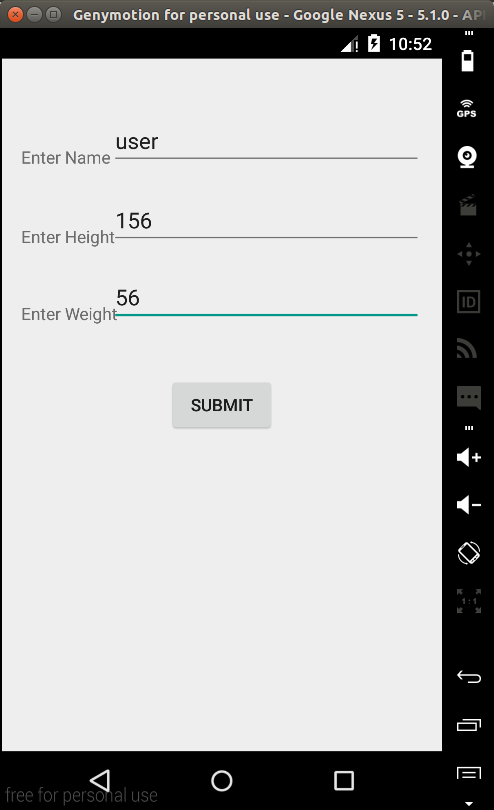 Genymotion for personal use - Google Nexus 5 - 5.1.0 - AP
10:52
GPS
user
Enter Name
156
Enter Height
ID
56
Enter Weight
SUBMIT
1:1
free for personal use